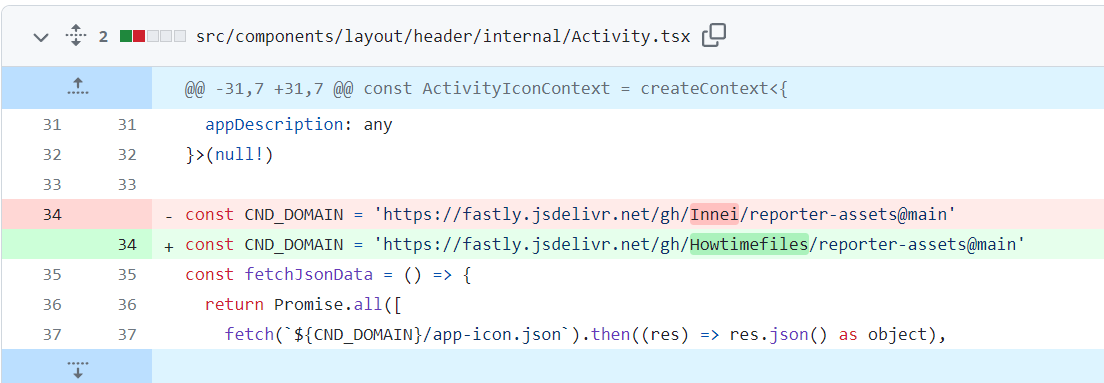 2 src/components/layout/header/internal/Activity.tsx
@@ -31,7 +31,7 @@ const ActivityIconContext = createContext<{
31 31 appDescription: any
32 32 }>(null!)
33 33
34 - const CND_DOMAIN = 'https://fastly.jsdelivr.net/gh/Innei/reporter-assets@main'
34 + const CND_DOMAIN = 'https://fastly.jsdelivr.net/gh/Howtimefiles/reporter-assets@main'
35 35 const fetchJsonData = () => {
36 36 return Promise.all([
37 37 fetch(`${CND_DOMAIN}/app-icon.json`).then((res) => res.json() as object),